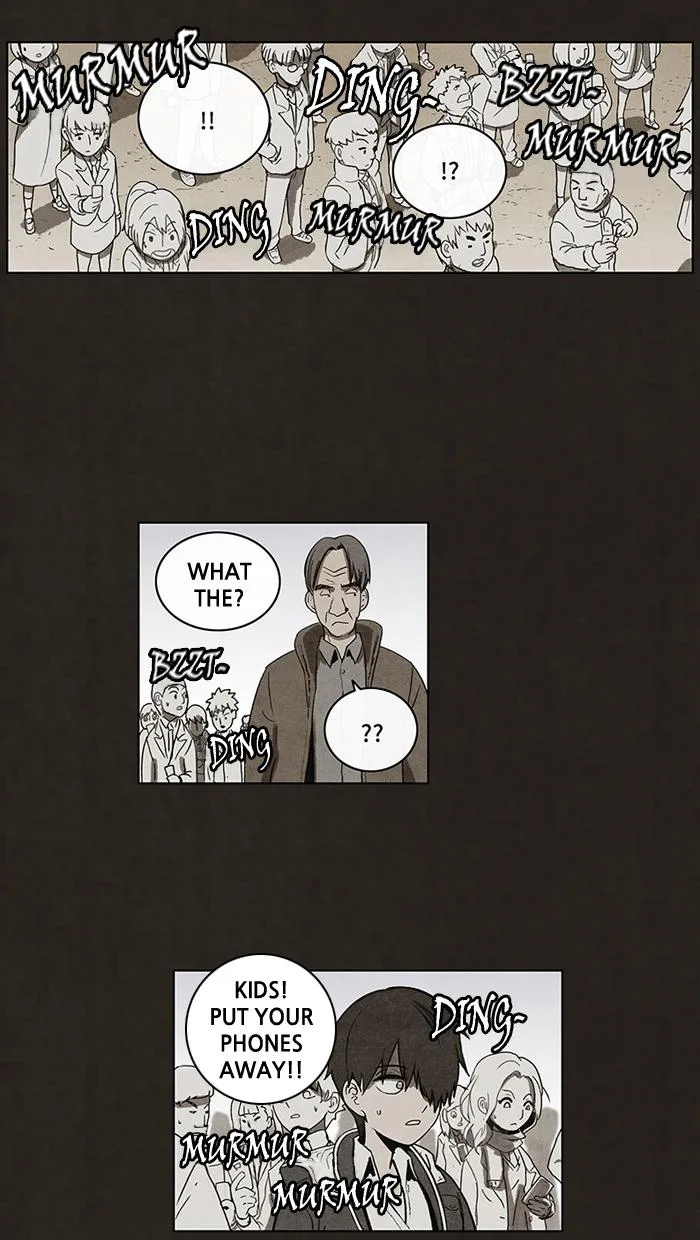 MURMUR
!!
DING~
BZZT~
MURMUR~
!?
DING
MURMUR
WHAT
THE?
BZZT~
DING
??
KIDS!
PUT YOUR
PHONES
AWAY!!
DING~
MURMUR
MURMUR